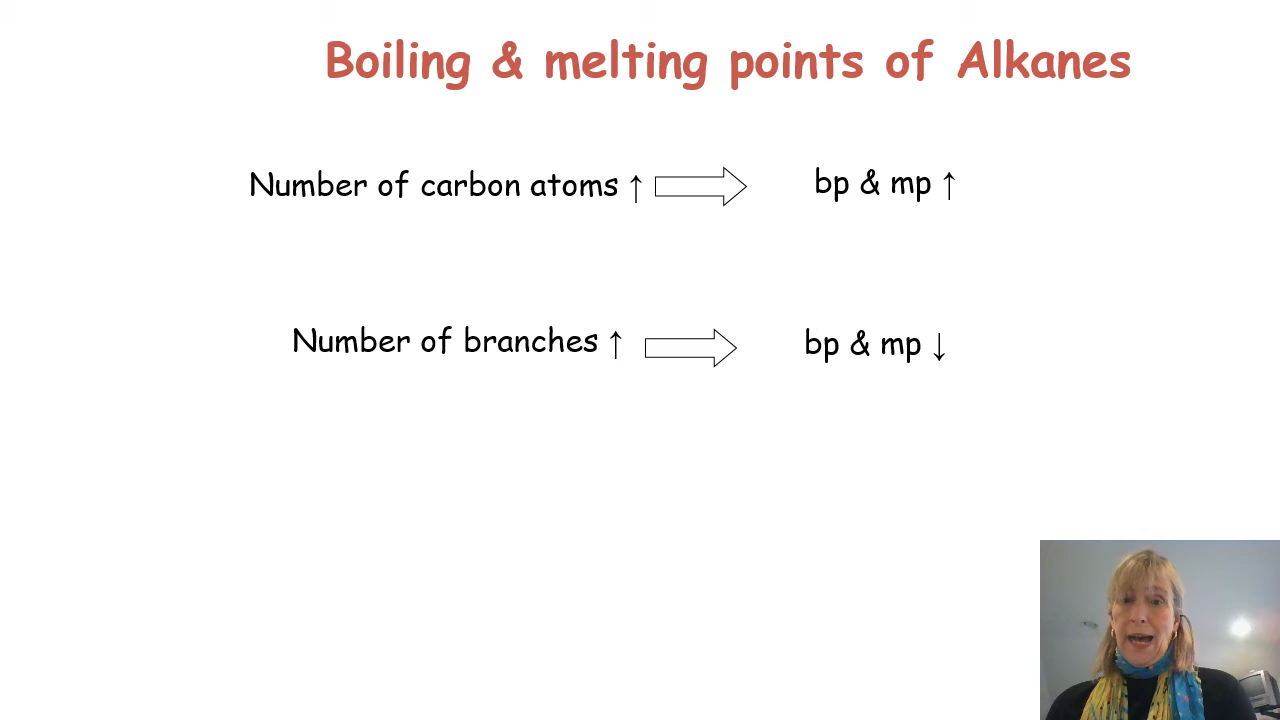 Boiling & melting points of Alkanes
Number of carbon atoms ↑ bp & mp ↑
Number of branches ↑ bp & mp ↓